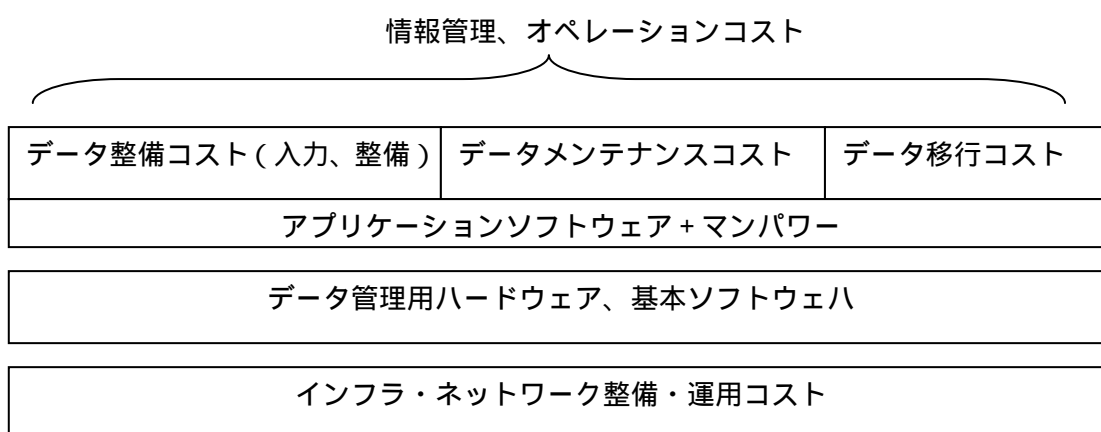 情報管理、オペレーションコスト
データ整備コスト(入力、整備) データメンテナンスコスト データ移行コスト
アプリケーションソフトウェア+マンパワー
データ管理用ハードウェア、基本ソフトウェハ
インフラ・ネットワーク整備・運用コスト